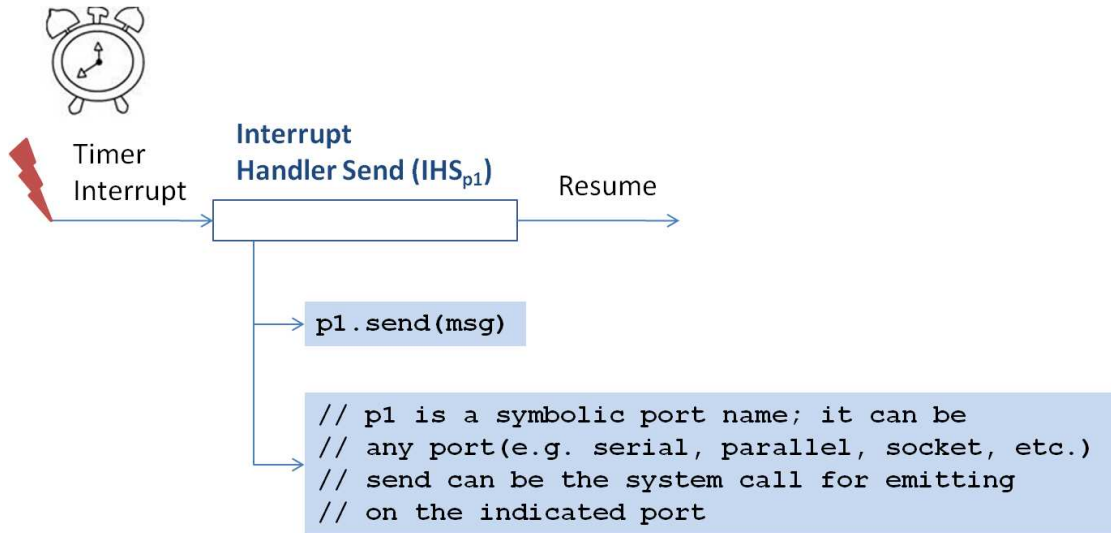 Timer
Interrupt
Interrupt
Handler Send (IHSp1)
Resume
p1.send(msg)
// p1 is a symbolic port name; it can be
// any port(e.g. serial, parallel, socket, etc.)
// send can be the system call for emitting
// on the indicated port